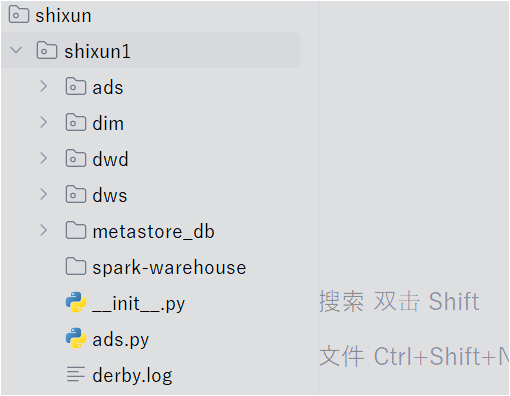 shixun
shixun1
ads
dim
dwd
dws
metastore_db
spark-warehouse
__init__.py
搜索 双击 Shift
ads.py
文件 Ctrl+Shift+N
derby.log